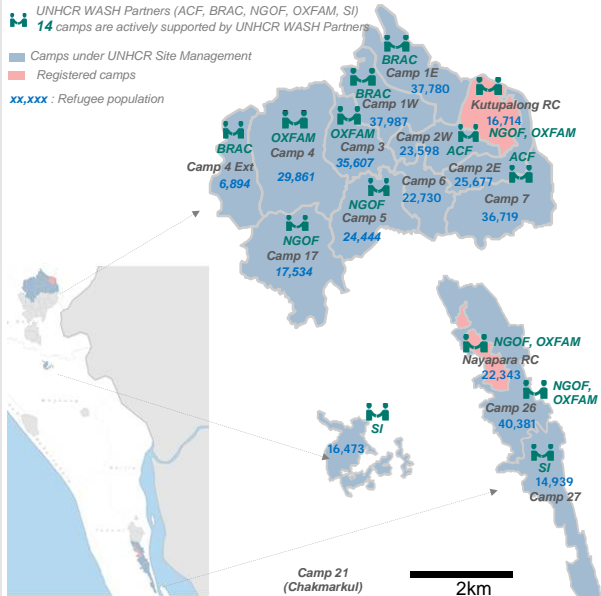 UNHCR WASH Partners (ACF, BRAC, NGOF, OXFAM, SI)
14 camps are actively supported by UNHCR WASH Partners
Camps under UNHCR Site Management
Registered camps
xx,xxx : Refugee population
BRAC
Camp 1E
37,780
BRAC
Camp 1W
37,987
Kutupalong RC
16,714
NGOF, OXFAM
OXFAM
Camp 4
29,861
OXFAM
Camp 3
35,607
Camp 2W
23,598
ACF
Camp 2E
25,677
ACF
Camp 7
36,719
BRAC
Camp 4 Ext
6,894
Camp 6
22,730
NGOF
Camp 5
24,444
NGOF
Camp 17
17,534
NGOF, OXFAM
Nayapara RC
22,343
NGOF,
OXFAM
Camp 26
40,381
SI
16,473
SI
14,939
Camp 27
Camp 21
(Chakmarkul)
2km